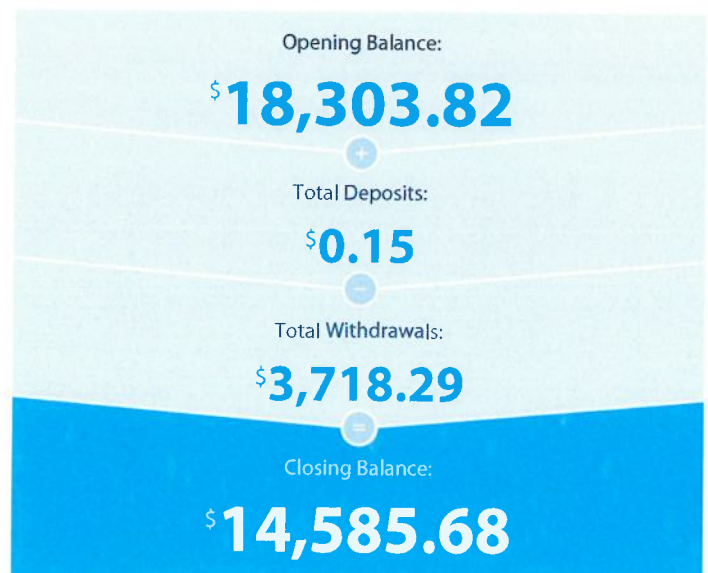 Opening Balance:
$18,303.82
+
Total Deposits:
$0.15
-
Total Withdrawals:
$3,718.29
=
Closing Balance:
$14,585.68